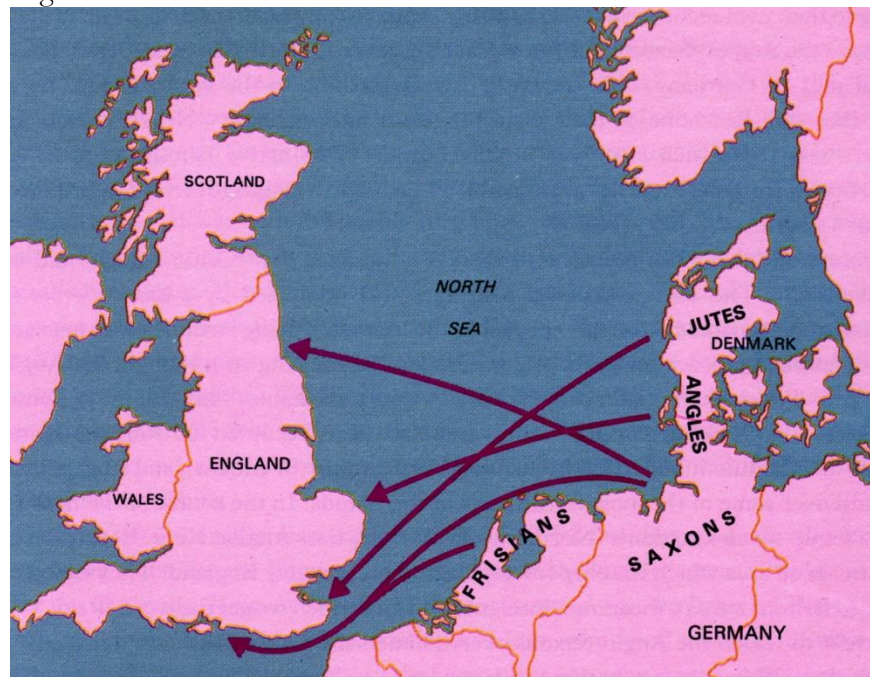 SCOTLAND
NORTH
SEA
JUTES
DENMARK
ANGLES
ENGLAND
WALES
FRISIANS
SAXONS
GERMANY